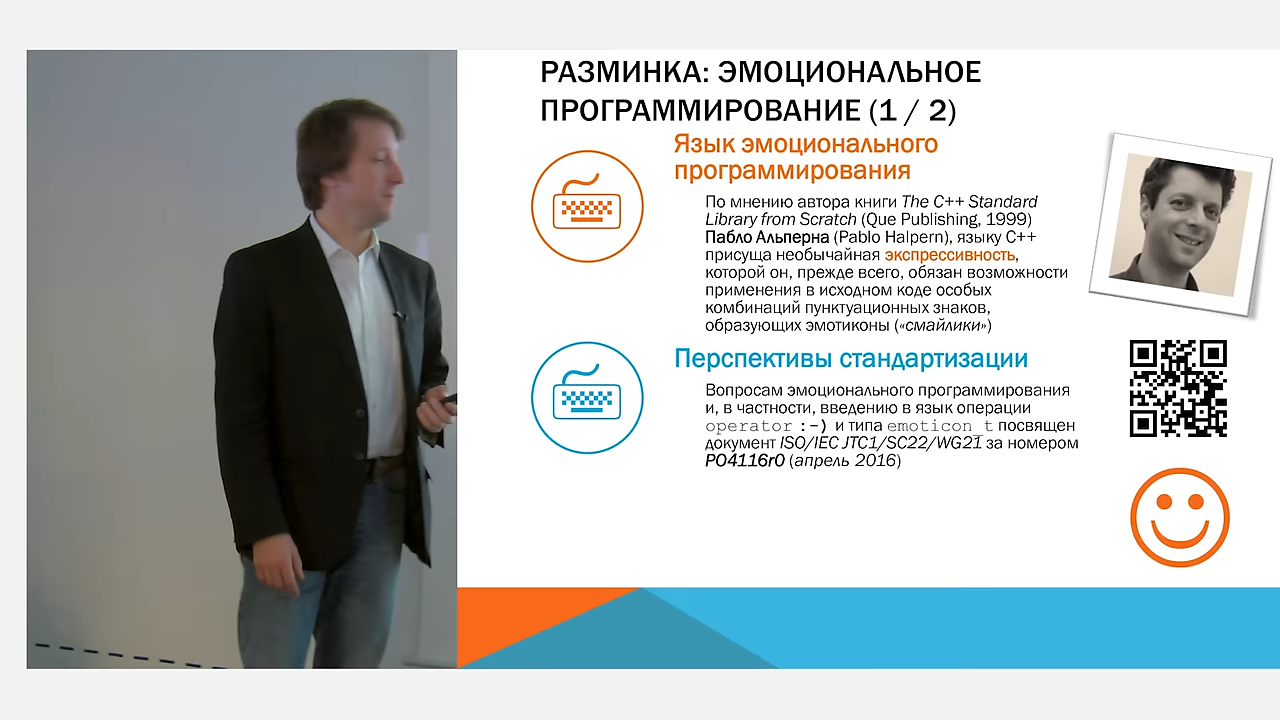 РАЗМИНКА: ЭМОЦИОНАЛЬНОЕ
ПРОГРАММИРОВАНИЕ (1 / 2)
Язык эмоционального
программирования
По мнению автора книги The C++ Standard
Library from Scratch (Que Publishing, 1999)
Пабло Альперна (Pablo Halpern), языку C++
присуща необычайная экспрессивность,
которой он, прежде всего, обязан возможности
применения в исходном коде особых
комбинаций пунктуационных знаков,
образующих эмотиконы («смайлики»)
Перспективы стандартизации
Вопросам эмоционального программирования
и, в частности, введению в язык операции
operator :-) и типа emoticon_t посвящен
документ ISO/IEC JTC1/SC22/WG21 за номером
PO4116r0 (апрель 2016)